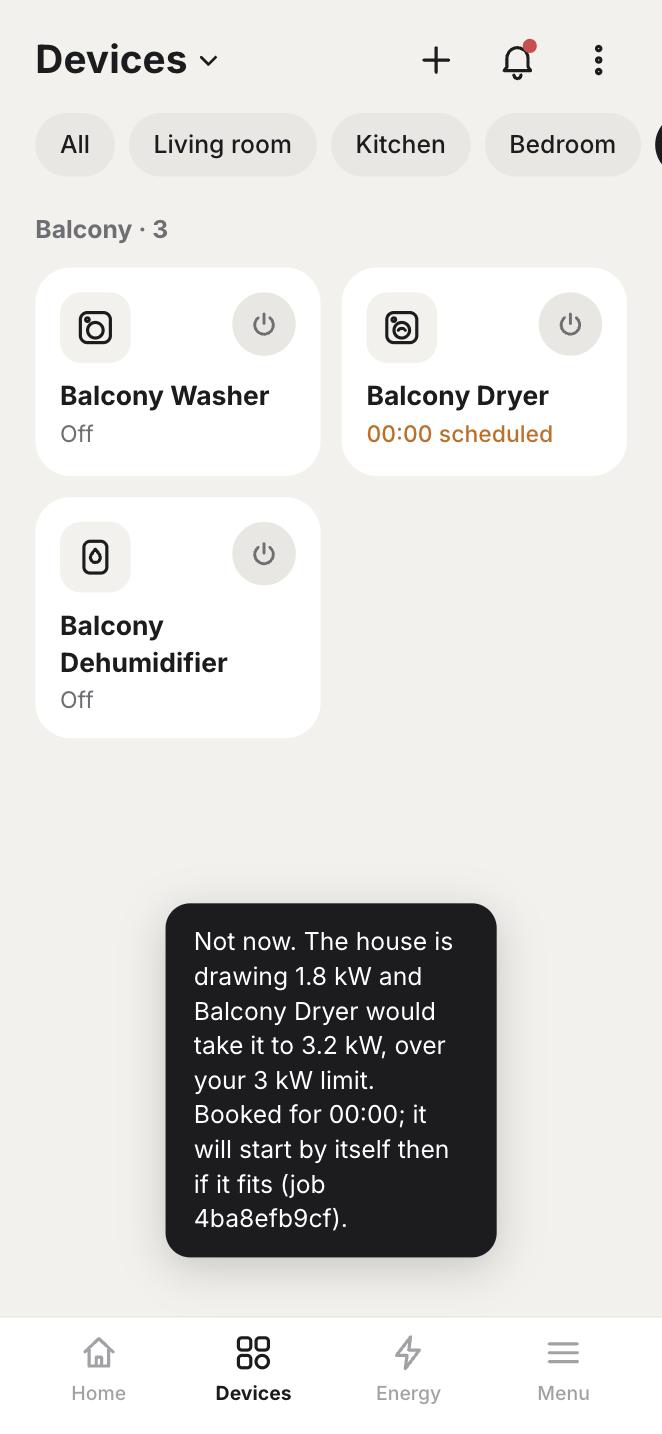 Devices
All
Living room
Kitchen
Bedroom
Balcony · 3
Balcony Washer
Off
Balcony Dryer
00:00 scheduled
Balcony
Dehumidifier
Off
Not now. The house is
drawing 1.8 kW and
Balcony Dryer would
take it to 3.2 kW, over
your 3 kW limit.
Booked for 00:00; it
will start by itself then
if it fits (job
4ba8efb9cf).
Home
Devices
Energy
Menu